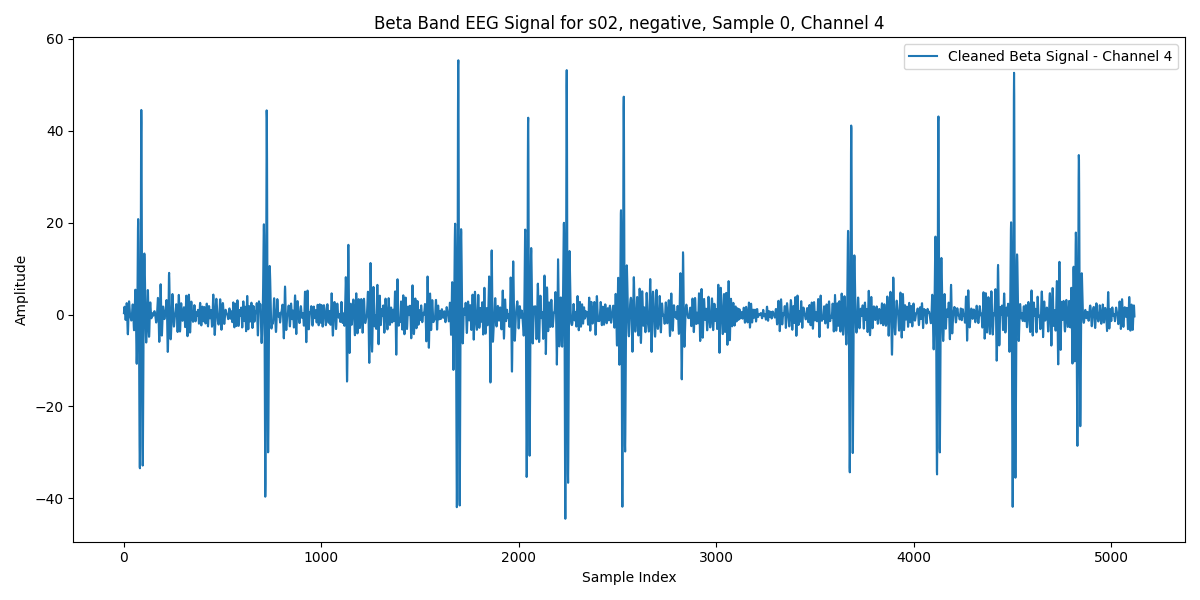 Beta Band EEG Signal for s02, negative, Sample 0, Channel 4
Cleaned Beta Signal - Channel 4
Amplitude
60
40
20
0
−20
−40
0 1000 2000 3000 4000 5000
Sample Index